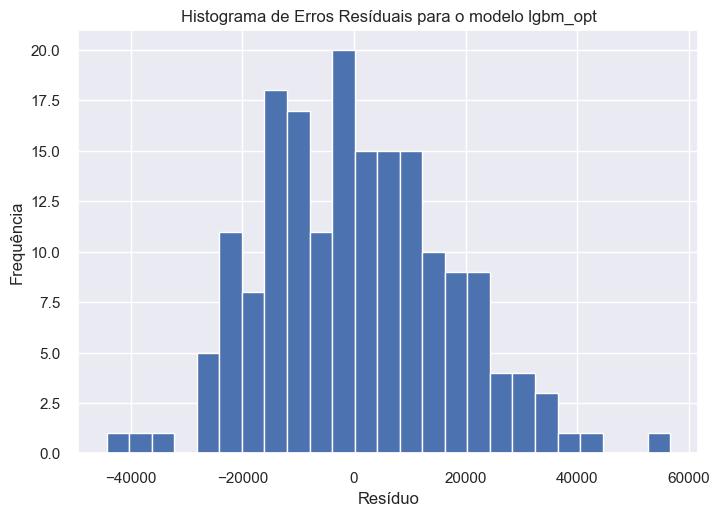 Histograma de Erros Resíduais para o modelo lgbm_opt
20.0
17.5
15.0
12.5
10.0
7.5
5.0
2.5
0.0
Frequência
−40000 −20000 0 20000 40000 60000
Resíduo